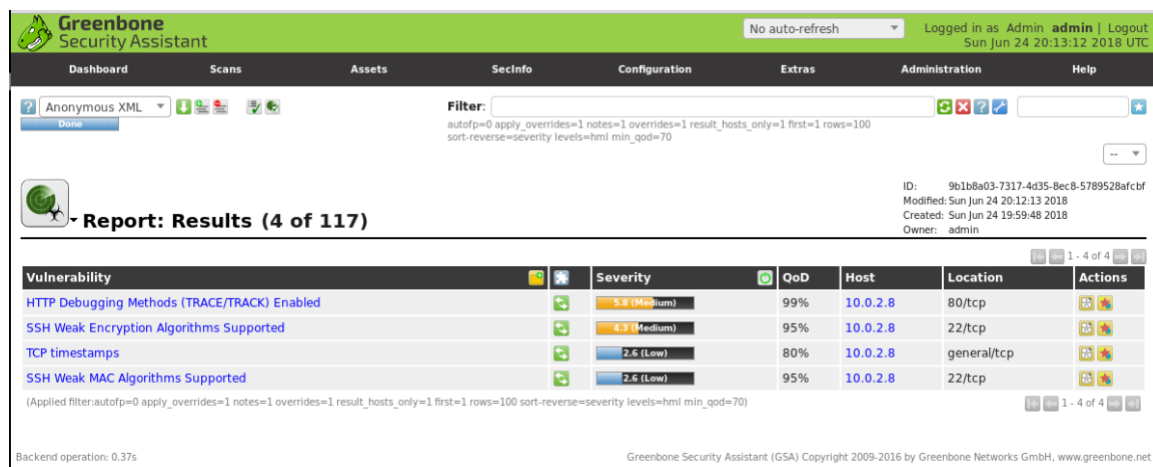 Greenbone
Security Assistant
No auto-refresh
Logged in as Admin admin | Logout
Sun Jun 24 20:13:12 2018 UTC
Dashboard Scans Assets SecInfo Configuration Extras Administration Help
Anonymous XML
Done
Filter:
autofp=0 apply_overrides=1 notes=1 overrides=1 result_hosts_only=1 first=1 rows=100
sort-reverse=severity levels=hml min_qod=70
--
ID: 9b1b8a03-7317-4d35-8ec8-5789528afcbf
Modified: Sun Jun 24 20:12:13 2018
Created: Sun Jun 24 19:59:48 2018
Owner: admin
Report: Results (4 of 117)
1 - 4 of 4
Vulnerability Severity QoD Host Location Actions
HTTP Debugging Methods (TRACE/TRACK) Enabled 5.8 (Medium) 99% 10.0.2.8 80/tcp
SSH Weak Encryption Algorithms Supported 4.3 (Medium) 95% 10.0.2.8 22/tcp
TCP timestamps 2.6 (Low) 80% 10.0.2.8 general/tcp
SSH Weak MAC Algorithms Supported 2.6 (Low) 95% 10.0.2.8 22/tcp
(Applied filter:autofp=0 apply_overrides=1 notes=1 overrides=1 result_hosts_only=1 first=1 rows=100 sort-reverse=severity levels=hml min_qod=70)
1 - 4 of 4
Backend operation: 0.37s
Greenbone Security Assistant (GSA) Copyright 2009-2016 by Greenbone Networks GmbH, www.greenbone.net